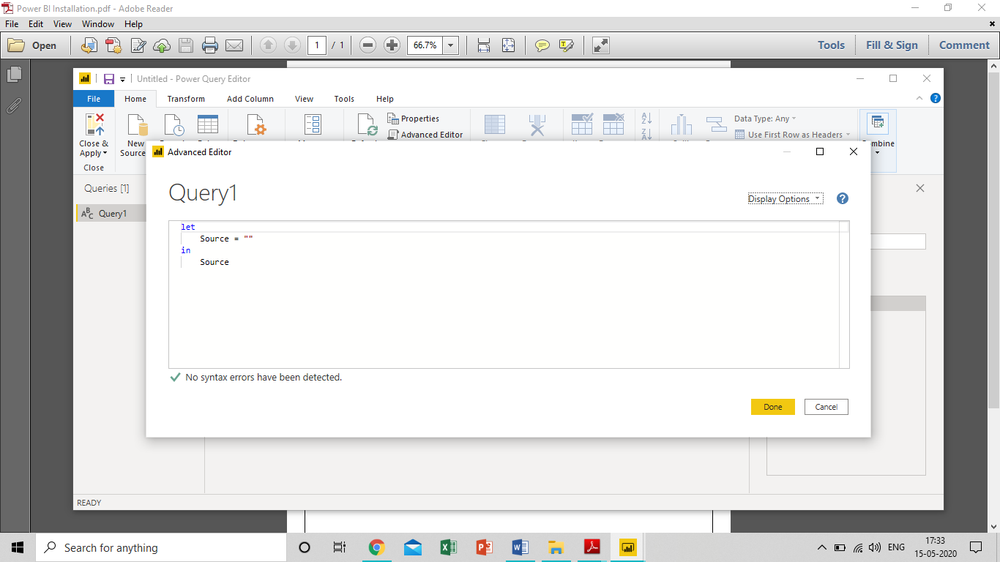 Power BI Installation.pdf - Adobe Reader
File Edit View Window Help
Open 1 / 1 66.7% Tools Fill & Sign Comment
Untitled - Power Query Editor
File Home Transform Add Column View Tools Help
Properties Data Type: Any
Advanced Editor Use First Row as Headers
Close & New
Apply Source
Close
Advanced Editor
Queries [1]
Query1
Query1
Display Options
let
Source = ""
in
Source
No syntax errors have been detected.
Done Cancel
READY
Search for anything
ENG
17:33
15-05-2020